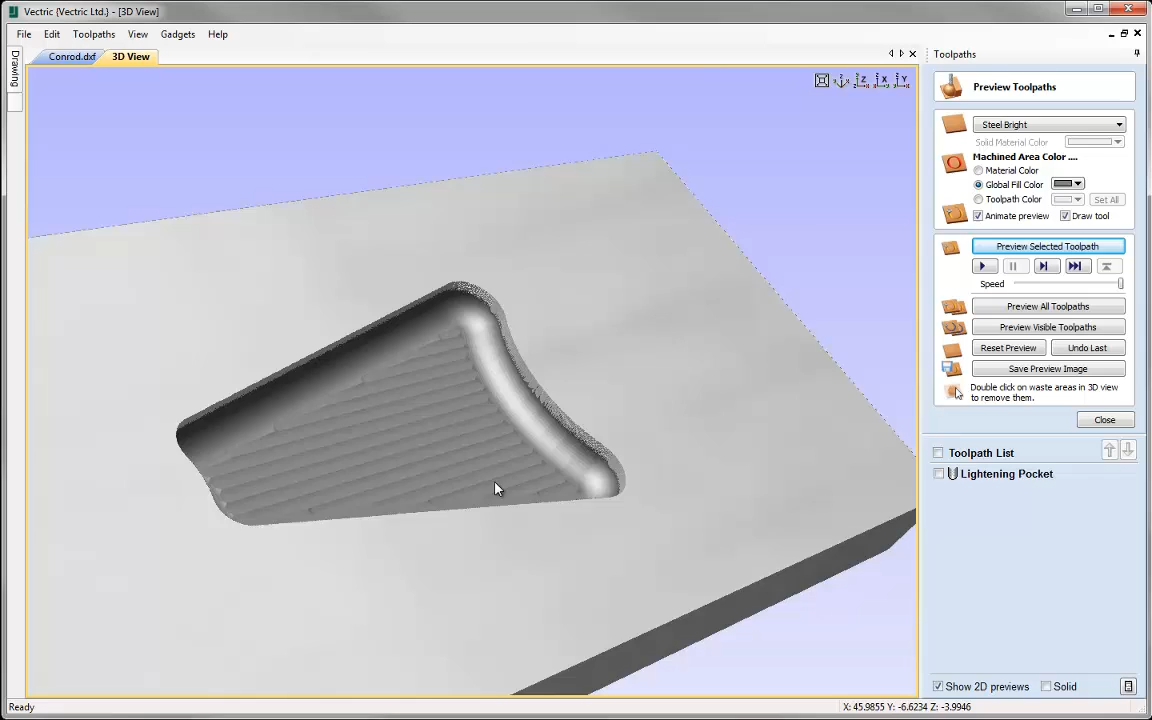 Vectric {Vectric Ltd.} - [3D View]
File Edit Toolpaths View Gadgets Help
Conrod.dxf 3D View
Drawing
Z X Y
Toolpaths
Preview Toolpaths
Steel Bright
Solid Material Color
Machined Area Color ....
Material Color
Global Fill Color
Toolpath Color Set All
Animate preview Draw tool
Preview Selected Toolpath
Speed
Preview All Toolpaths
Preview Visible Toolpaths
Reset Preview Undo Last
Save Preview Image
Double click on waste areas in 3D view
to remove them.
Close
Toolpath List
Lightening Pocket
Show 2D previews Solid
Ready X: 45.9855 Y: -6.6234 Z: -3.9946